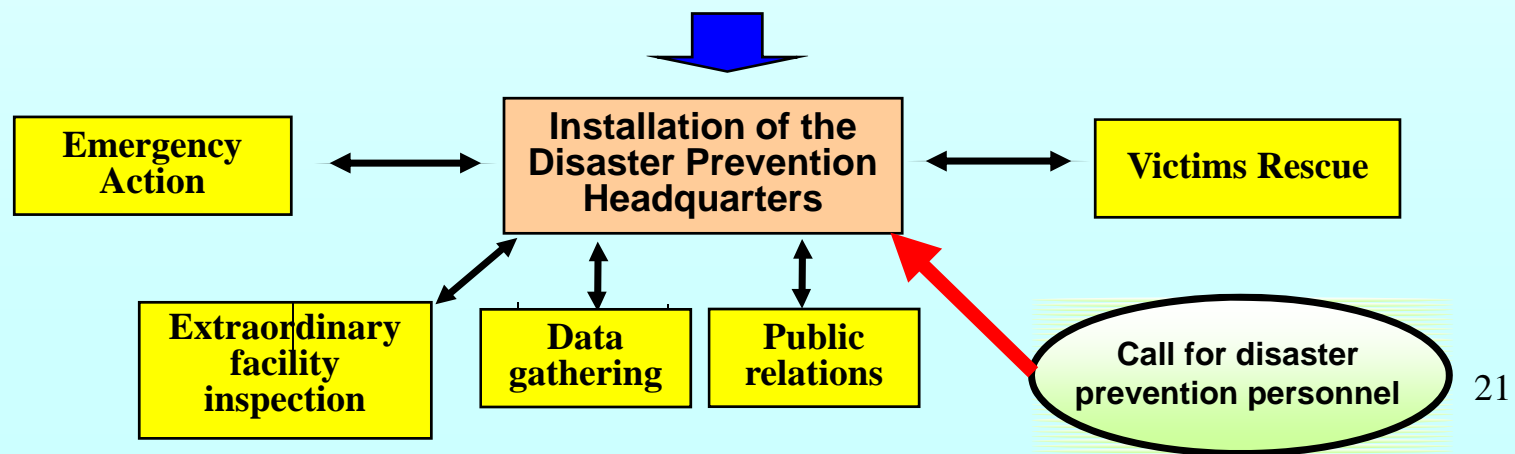 Installation of the
Disaster Prevention
Headquarters
Emergency
Action
Victims Rescue
Extraordinary
facility
inspection
Data
gathering
Public
relations
Call for disaster
prevention personnel
21